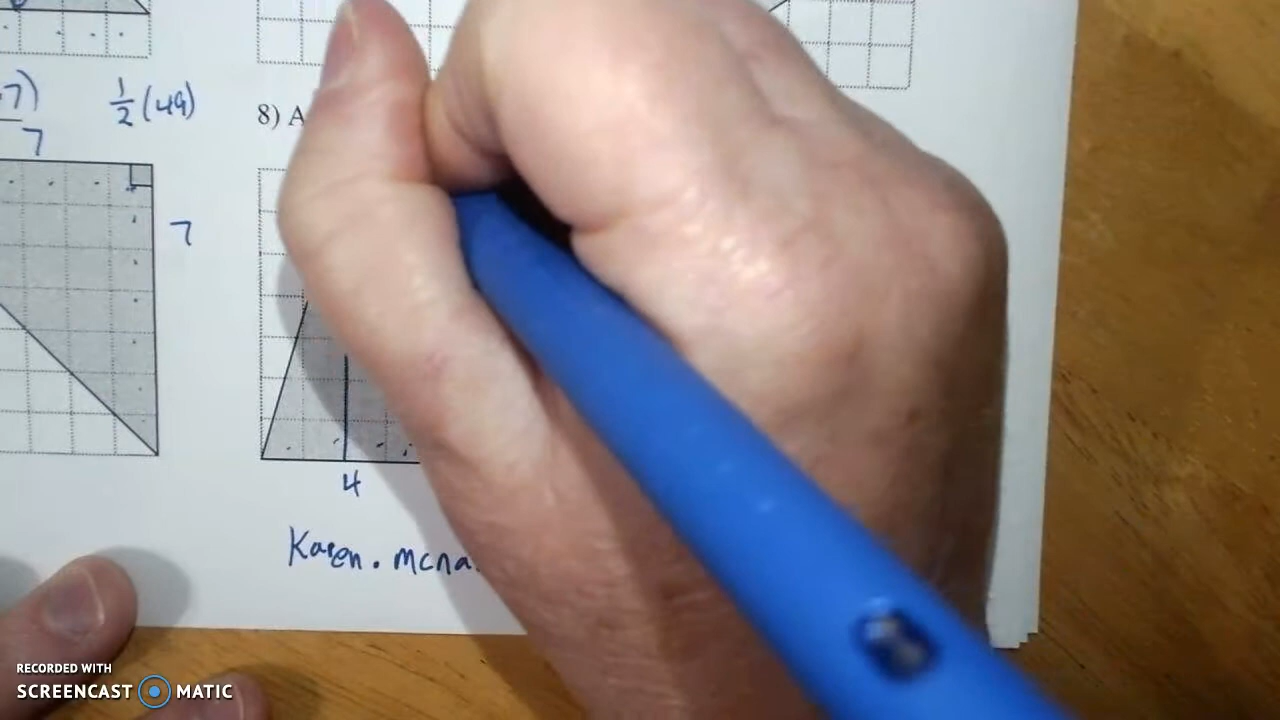 7)
1/2 (49)
7
8) A
7
4
Karen.mcna
RECORDED WITH
SCREENCAST MATIC